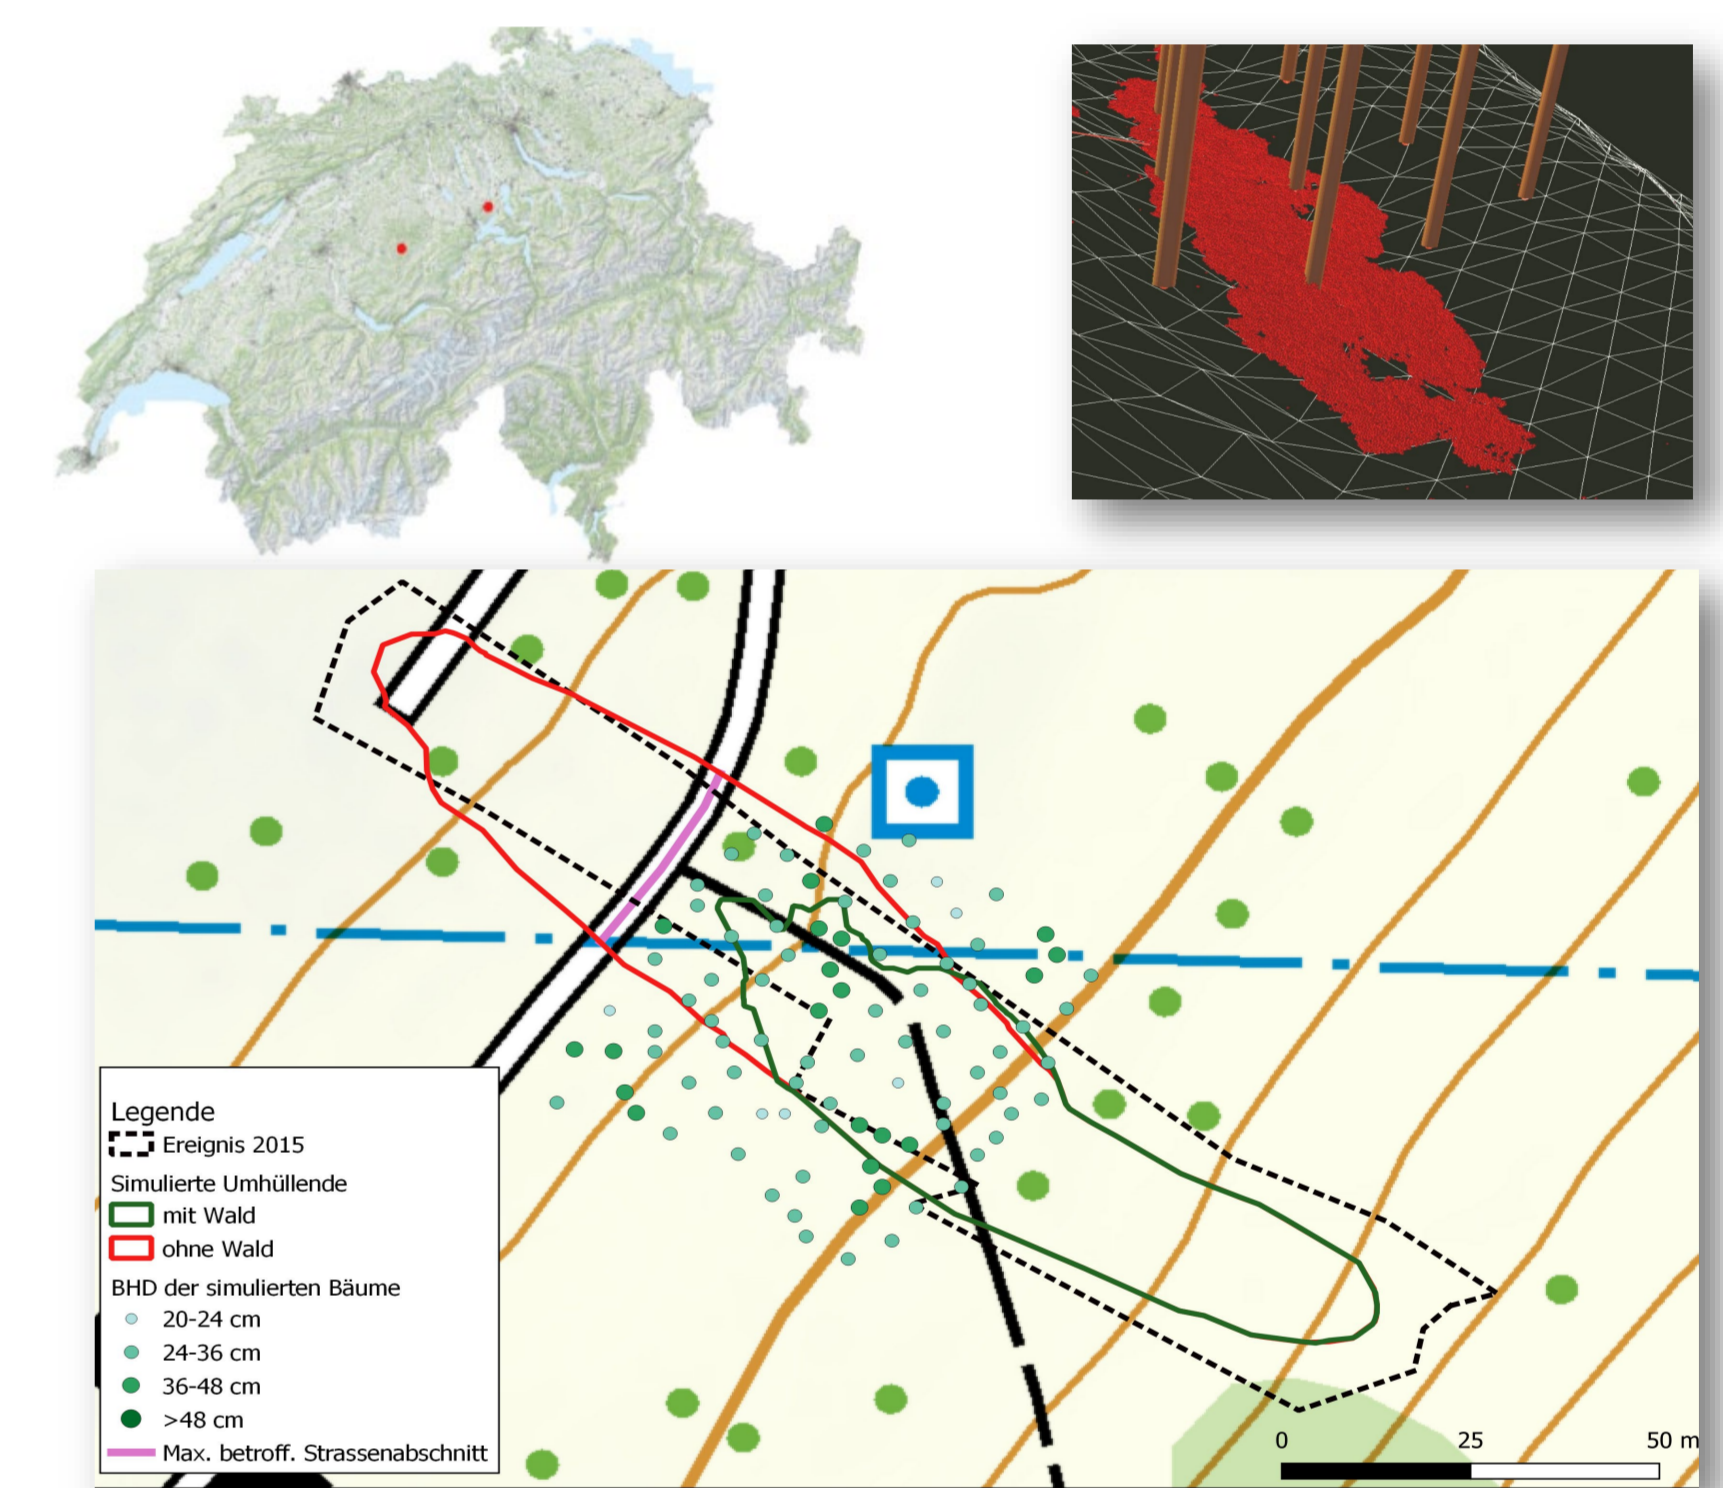 Legende
Ereignis 2015
Simulierte Umhüllende
mit Wald
ohne Wald
BHD der simulierten Bäume
20-24 cm
24-36 cm
36-48 cm
>48 cm
Max. betroff. Strassenabschnitt
0 25 50 m